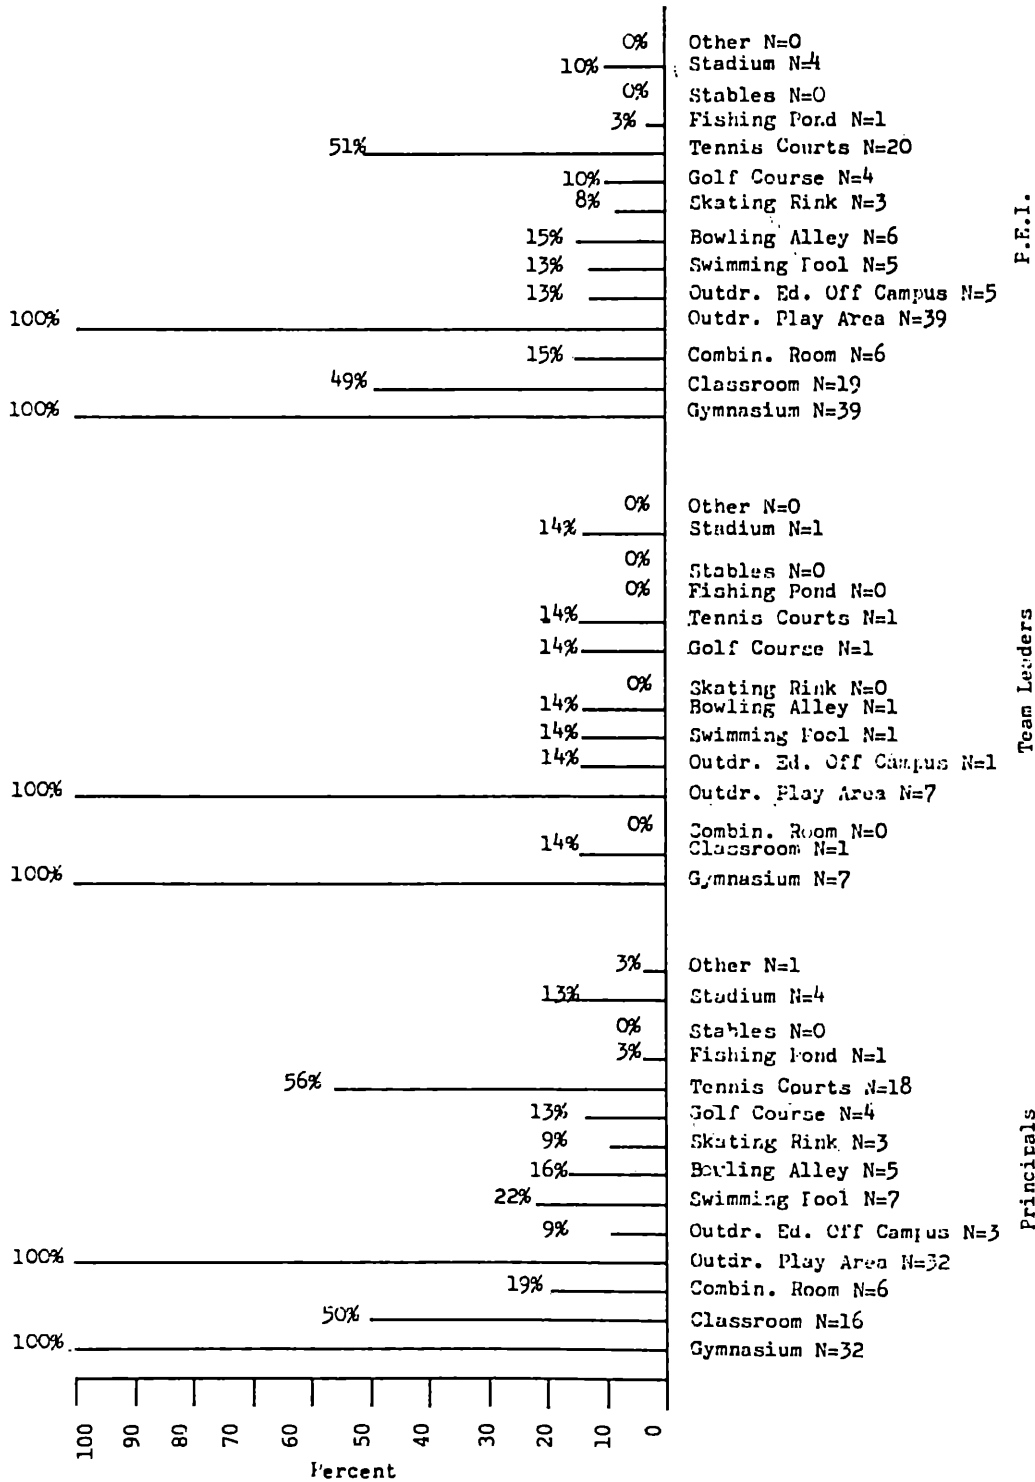 0% Other N=0
10% Stadium N=4
0% Stables N=0
3% Fishing Pond N=1
51% Tennis Courts N=20
10% Golf Course N=4
8% Skating Rink N=3
15% Bowling Alley N=6
13% Swimming Pool N=5
13% Outdr. Ed. Off Campus N=5
100% Outdr. Play Area N=39
15% Combin. Room N=6
49% Classroom N=19
100% Gymnasium N=39
P.E.I.
0% Other N=0
14% Stadium N=1
0% Stables N=0
0% Fishing Pond N=0
14% Tennis Courts N=1
14% Golf Course N=1
0% Skating Rink N=0
14% Bowling Alley N=1
14% Swimming Pool N=1
14% Outdr. Ed. Off Campus N=1
100% Outdr. Play Area N=7
0% Combin. Room N=0
14% Classroom N=1
100% Gymnasium N=7
Team Leaders
3% Other N=1
13% Stadium N=4
0% Stables N=0
3% Fishing Pond N=1
56% Tennis Courts N=18
13% Golf Course N=4
9% Skating Rink N=3
16% Bowling Alley N=5
22% Swimming Pool N=7
9% Outdr. Ed. Off Campus N=3
100% Outdr. Play Area N=32
19% Combin. Room N=6
50% Classroom N=16
100% Gymnasium N=32
Principals
100 90 80 70 60 50 40 30 20 10 0
Percent